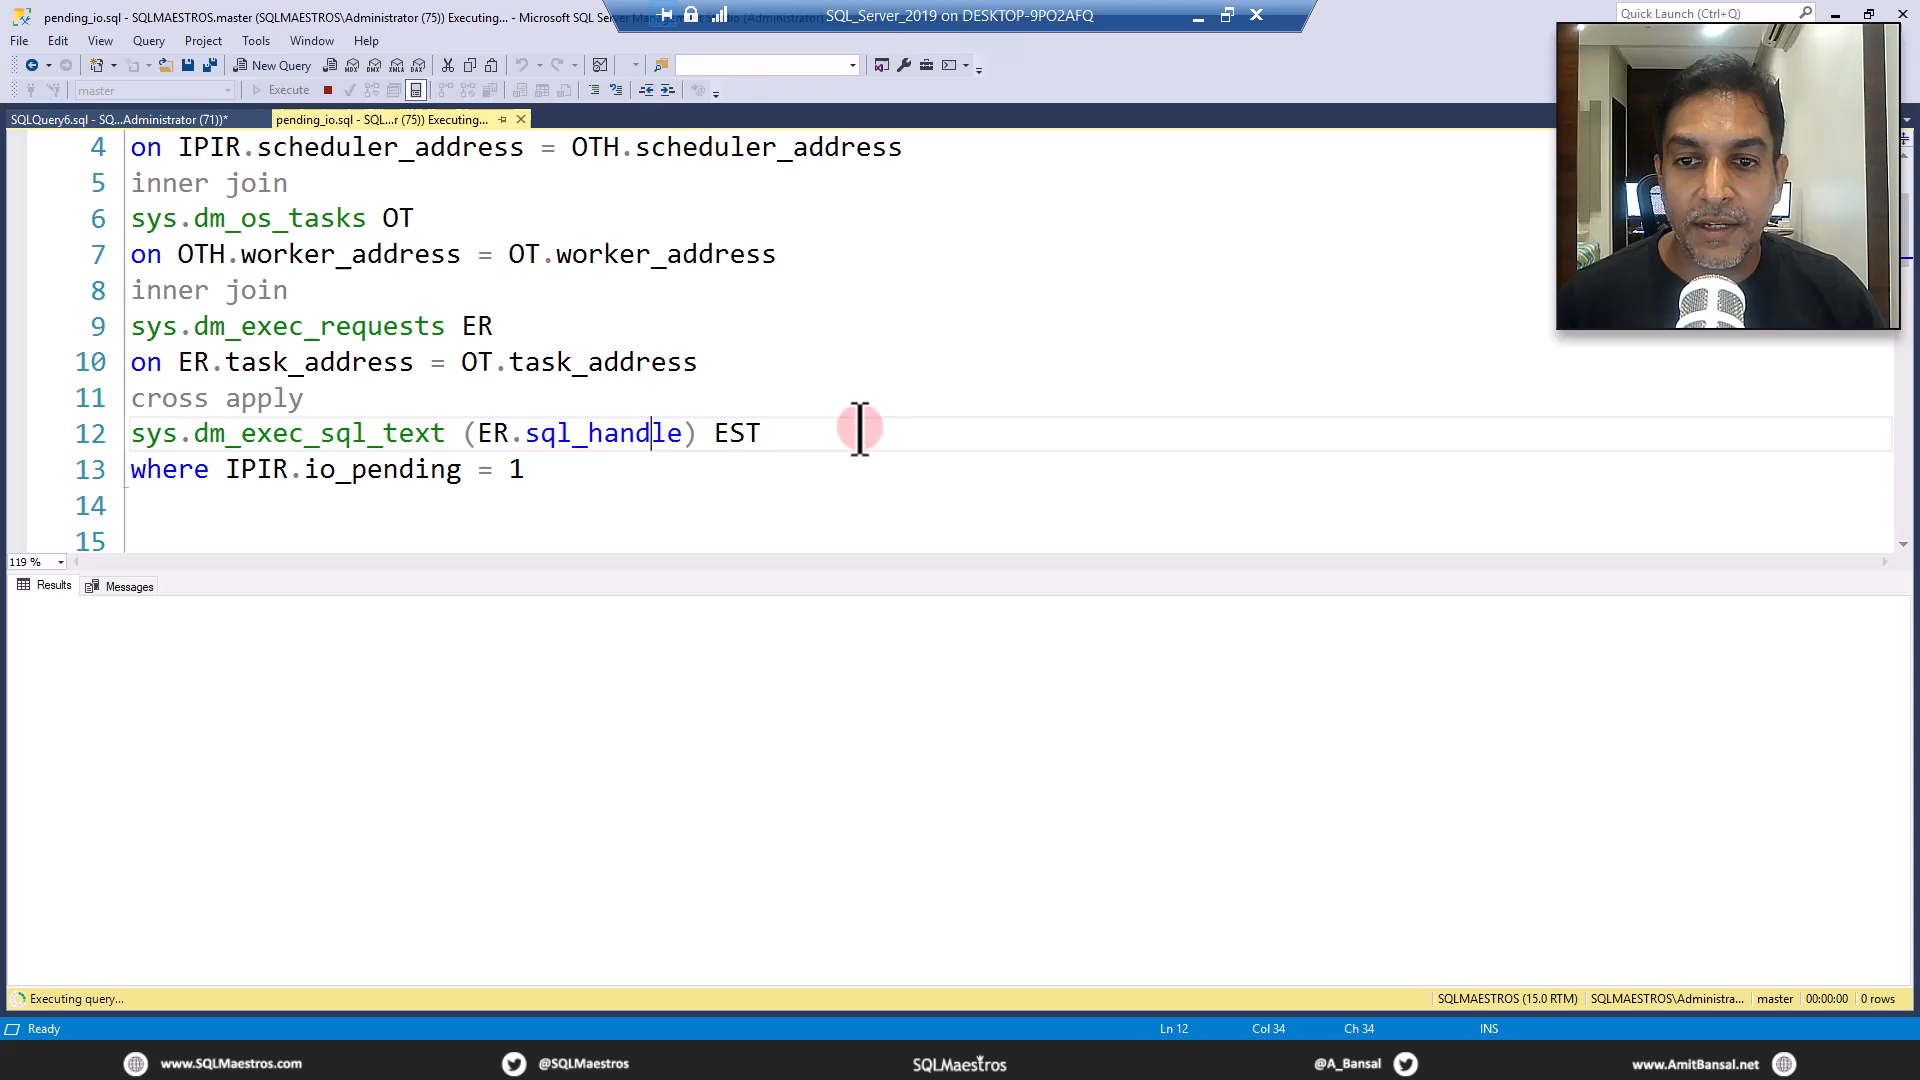 pending_io.sql - SQLMAESTROS.master (SQLMAESTROS\Administrator (75)) Executing... - Microsoft SQL Server Management Studio (Administrator)
SQL_Server_2019 on DESKTOP-9PO2AFQ
Quick Launch (Ctrl+Q)
File Edit View Query Project Tools Window Help
New Query
master
Execute
SQLQuery6.sql - SQ...Administrator (71))*
pending_io.sql - SQL...r (75)) Executing...
4 on IPIR.scheduler_address = OTH.scheduler_address
5 inner join
6 sys.dm_os_tasks OT
7 on OTH.worker_address = OT.worker_address
8 inner join
9 sys.dm_exec_requests ER
10 on ER.task_address = OT.task_address
11 cross apply
12 sys.dm_exec_sql_text (ER.sql_handle) EST
13 where IPIR.io_pending = 1
14
15
119 %
Results Messages
Executing query...
SQLMAESTROS (15.0 RTM) SQLMAESTROS\Administra... master 00:00:00 0 rows
Ready
Ln 12 Col 34 Ch 34 INS
www.SQLMaestros.com @SQLMaestros SQLMaestros @A_Bansal www.AmitBansal.net